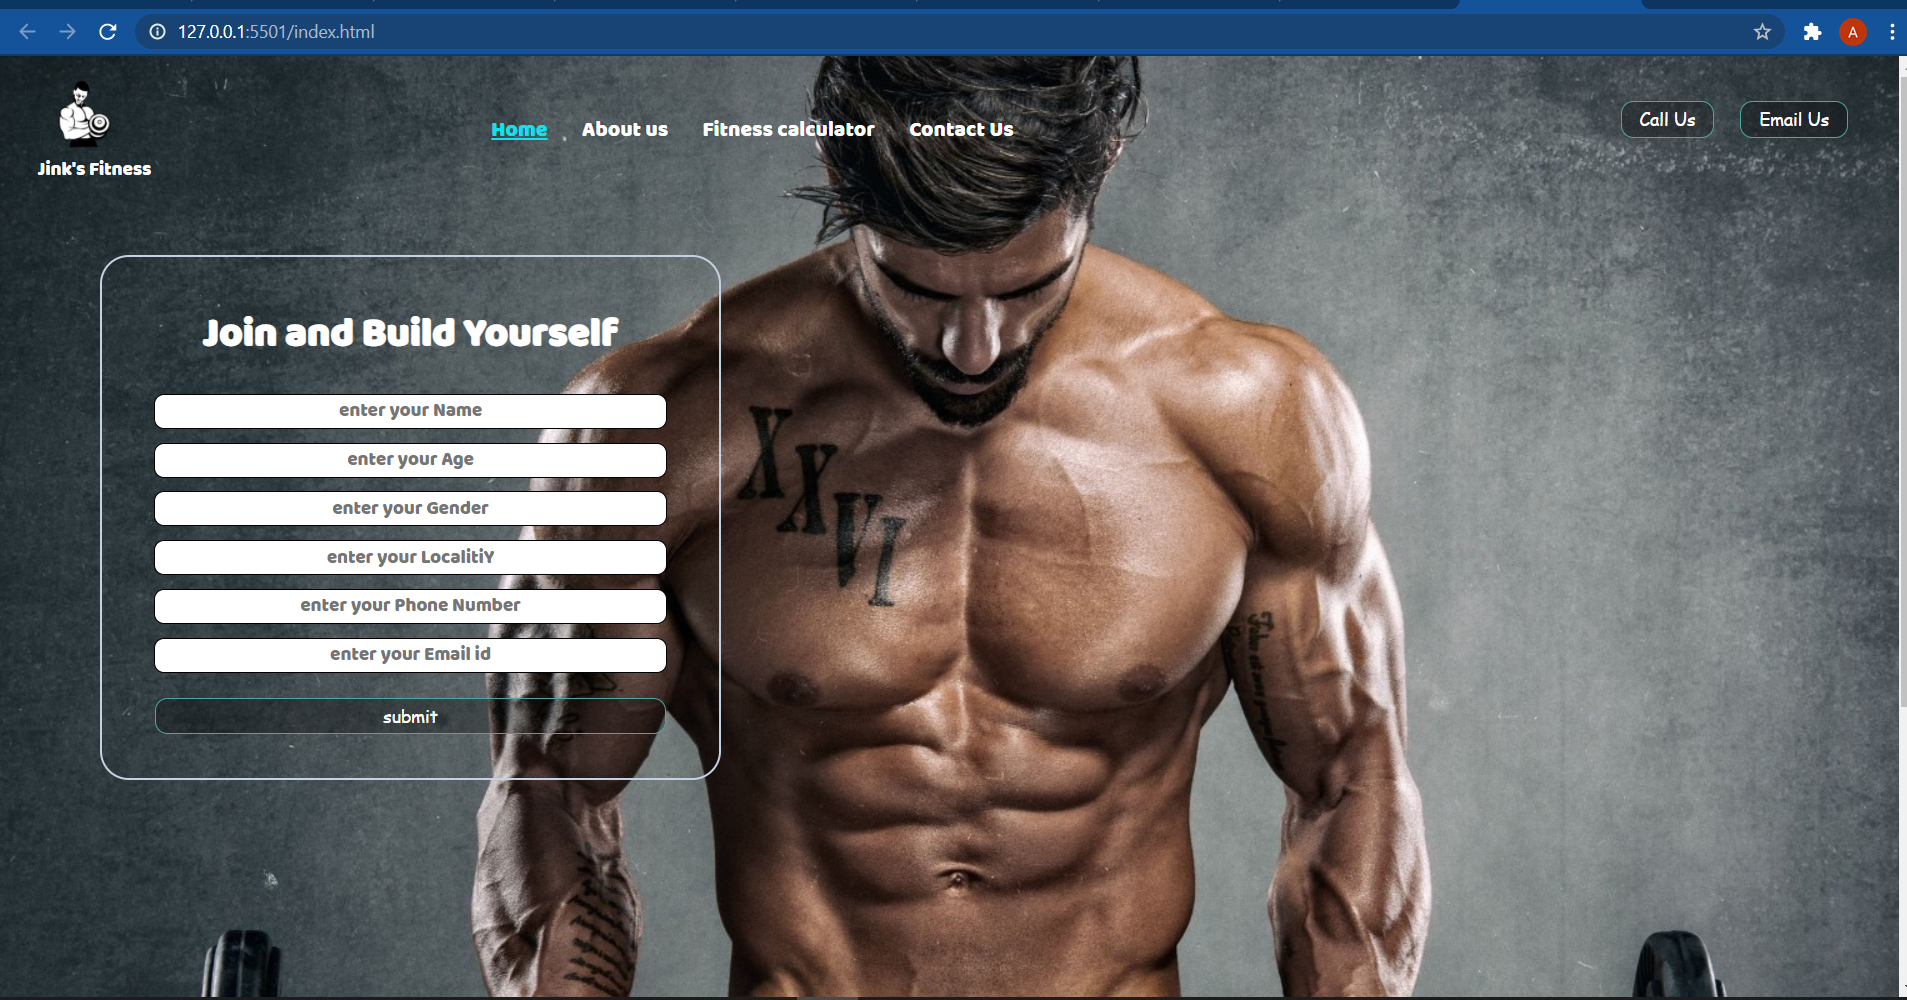 127.0.0.1:5501/index.html
A
Home About us Fitness calculator Contact Us
Call Us Email Us
Jink's Fitness
Join and Build Yourself
enter your Name
enter your Age
enter your Gender
enter your LocalitiY
enter your Phone Number
enter your Email id
submit
XXVI